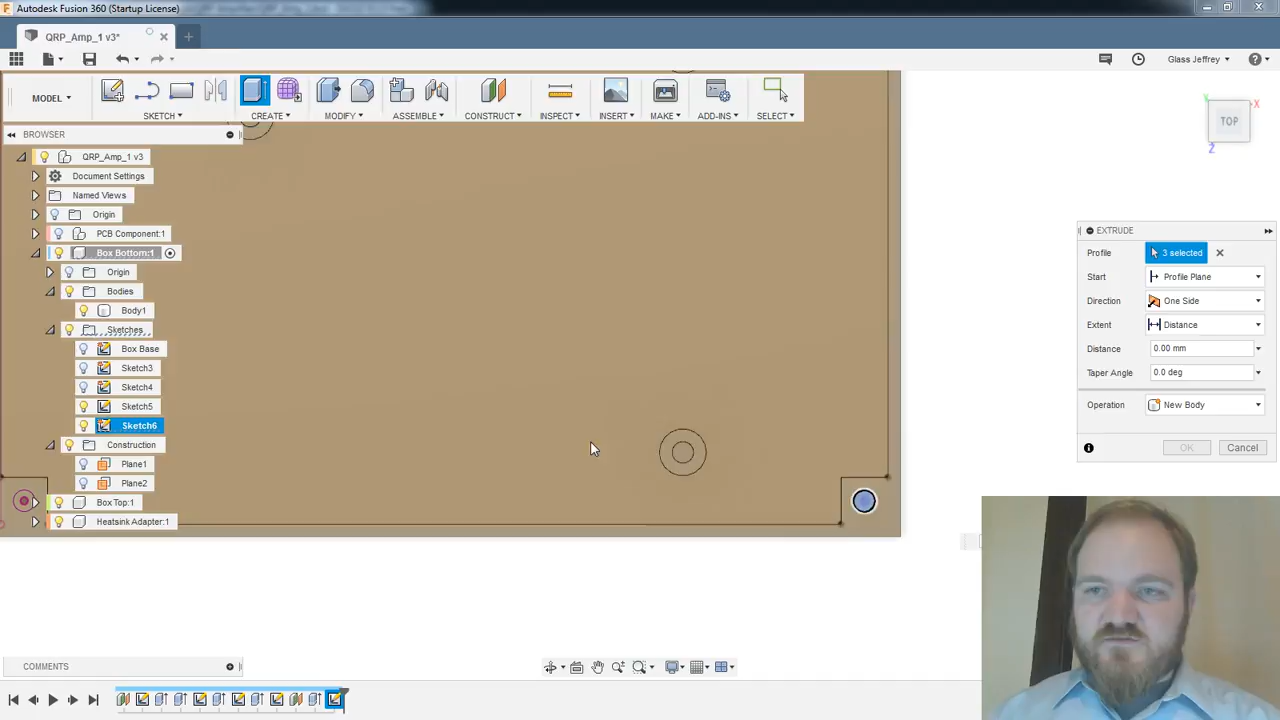 Autodesk Fusion 360 (Startup License)
QRP_Amp_1 v3*
Glass Jeffrey
MODEL
SKETCH
CREATE
MODIFY
ASSEMBLE
CONSTRUCT
INSPECT
INSERT
MAKE
ADD-INS
SELECT
BROWSER
QRP_Amp_1 v3
Document Settings
Named Views
Origin
PCB Component:1
Box Bottom:1
Origin
Bodies
Body1
Sketches
Box Base
Sketch3
Sketch4
Sketch5
Sketch6
Construction
Plane1
Plane2
Box Top:1
Heatsink Adapter:1
COMMENTS
Y
X
TOP
Z
EXTRUDE
Profile 3 selected
Start Profile Plane
Direction One Side
Extent Distance
Distance 0.00 mm
Taper Angle 0.0 deg
Operation New Body
OK Cancel